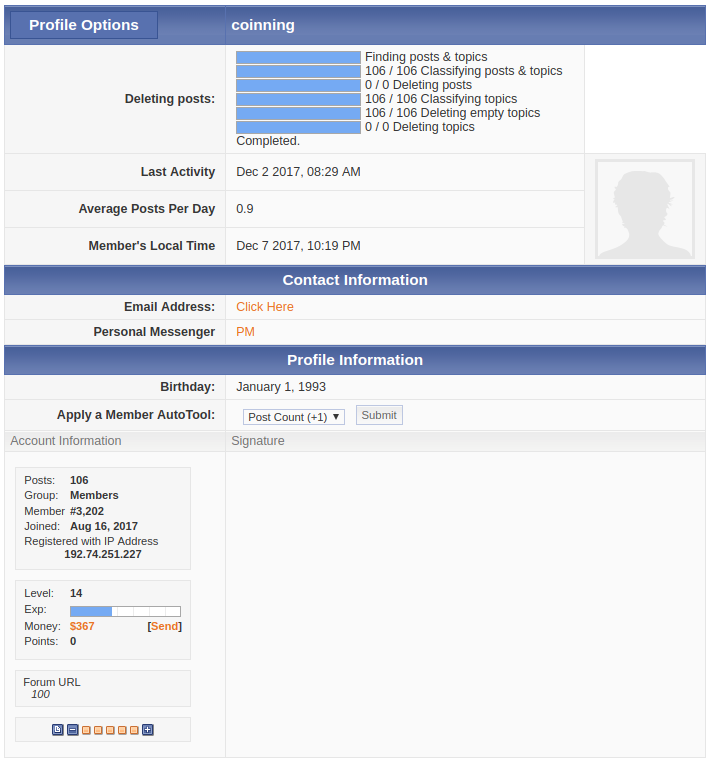 Profile Options
coinning
Deleting posts:
Finding posts & topics
106 / 106 Classifying posts & topics
0 / 0 Deleting posts
106 / 106 Classifying topics
106 / 106 Deleting empty topics
0 / 0 Deleting topics
Completed.
Last Activity
Dec 2 2017, 08:29 AM
Average Posts Per Day
0.9
Member's Local Time
Dec 7 2017, 10:19 PM
Contact Information
Email Address:
Click Here
Personal Messenger
PM
Profile Information
Birthday:
January 1, 1993
Apply a Member AutoTool:
Post Count (+1) ▼
Submit
Account Information
Signature
Posts: 106
Group: Members
Member #3,202
Joined: Aug 16, 2017
Registered with IP Address
192.74.251.227
Level: 14
Exp:
Money: $367 [Send]
Points: 0
Forum URL
100